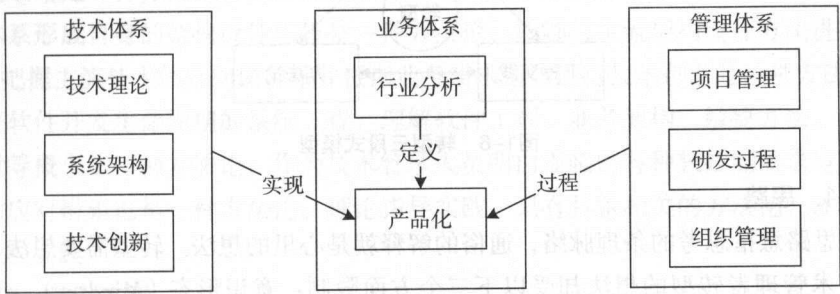 技术体系
技术理论
系统架构
技术创新
实现
业务体系
行业分析
定义
产品化
过程
管理体系
项目管理
研发过程
组织管理